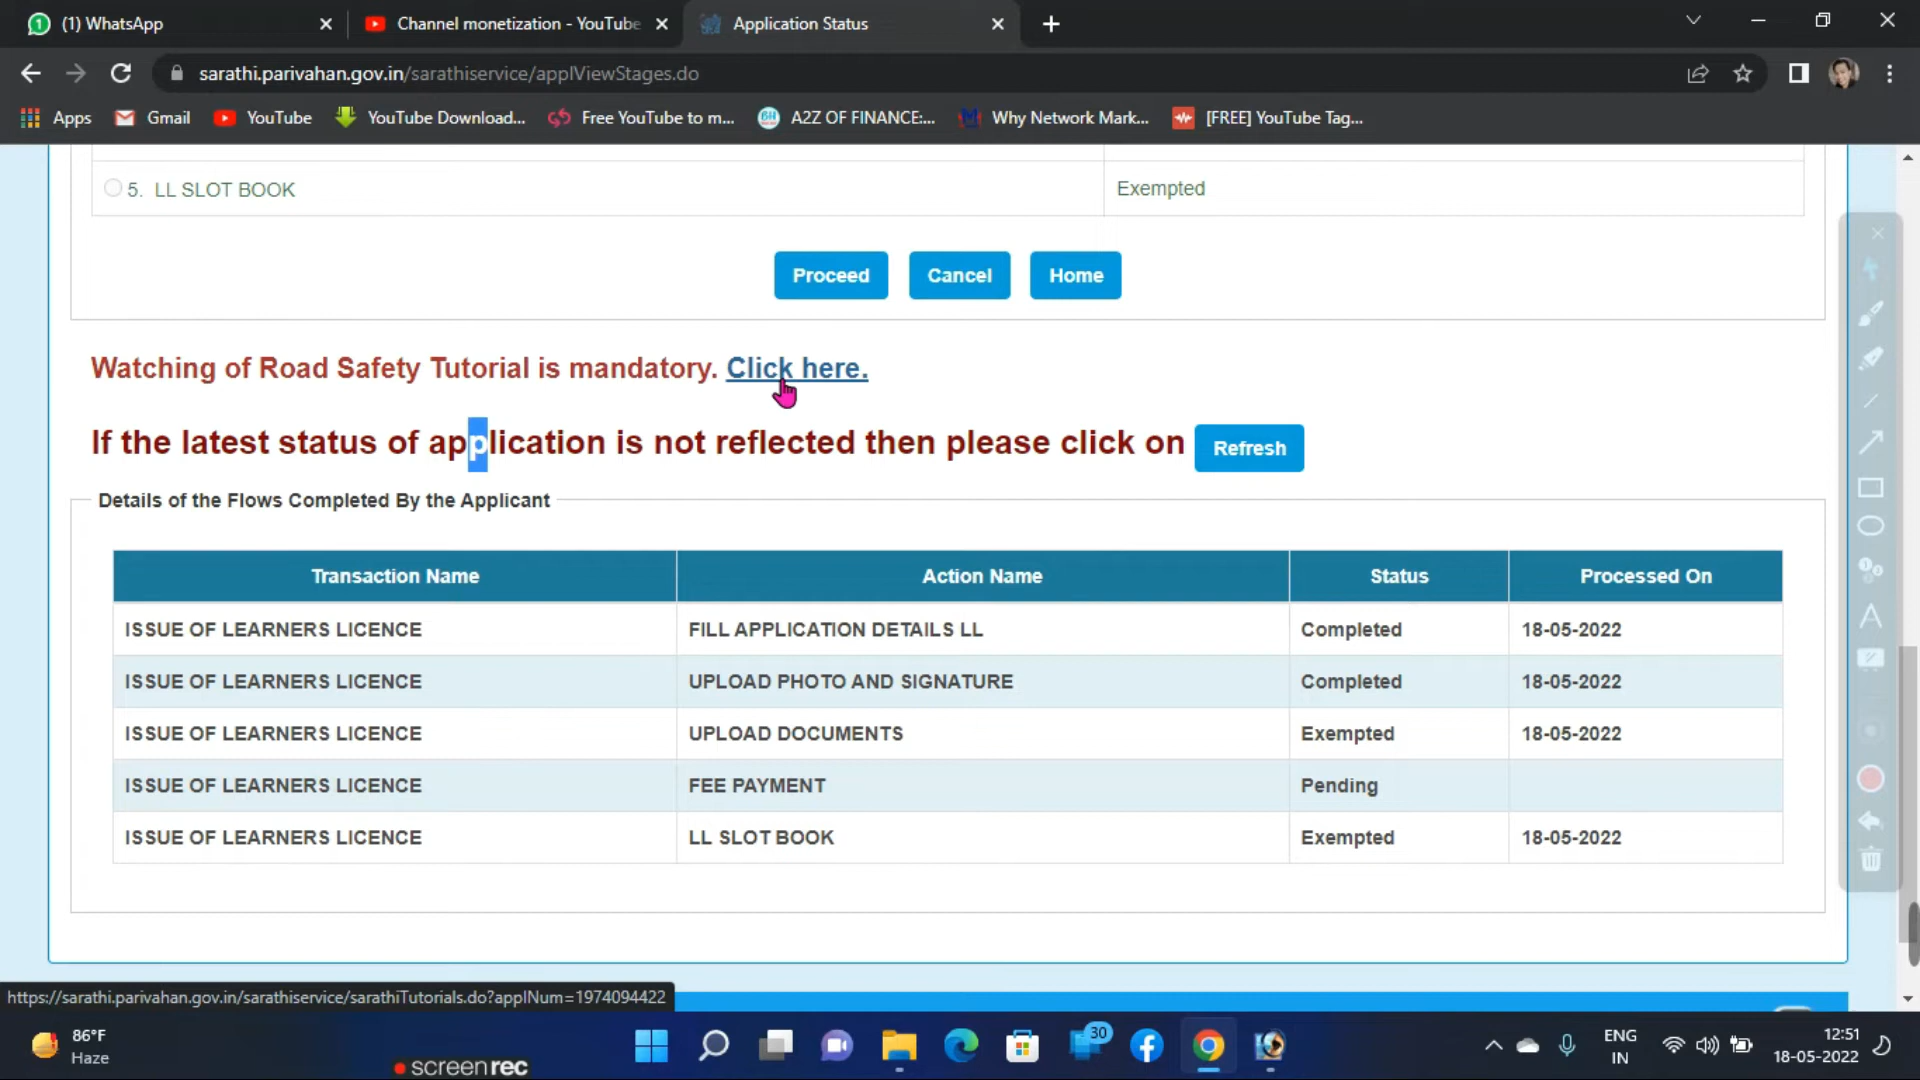 (1) WhatsApp
Channel monetization - YouTube
Application Status
sarathi.parivahan.gov.in/sarathiservice/applViewStages.do
Apps
Gmail
YouTube
YouTube Download...
Free YouTube to m...
A2Z OF FINANCE:...
Why Network Mark...
[FREE] YouTube Tag...
5. LL SLOT BOOK Exempted
Proceed Cancel Home
Watching of Road Safety Tutorial is mandatory. Click here.
If the latest status of application is not reflected then please click on Refresh
Details of the Flows Completed By the Applicant
Transaction Name Action Name Status Processed On
ISSUE OF LEARNERS LICENCE FILL APPLICATION DETAILS LL Completed 18-05-2022
ISSUE OF LEARNERS LICENCE UPLOAD PHOTO AND SIGNATURE Completed 18-05-2022
ISSUE OF LEARNERS LICENCE UPLOAD DOCUMENTS Exempted 18-05-2022
ISSUE OF LEARNERS LICENCE FEE PAYMENT Pending
ISSUE OF LEARNERS LICENCE LL SLOT BOOK Exempted 18-05-2022
https://sarathi.parivahan.gov.in/sarathiservice/sarathiTutorials.do?applNum=1974094422
86°F
Haze
screenrec
30
ENG
IN
12:51
18-05-2022